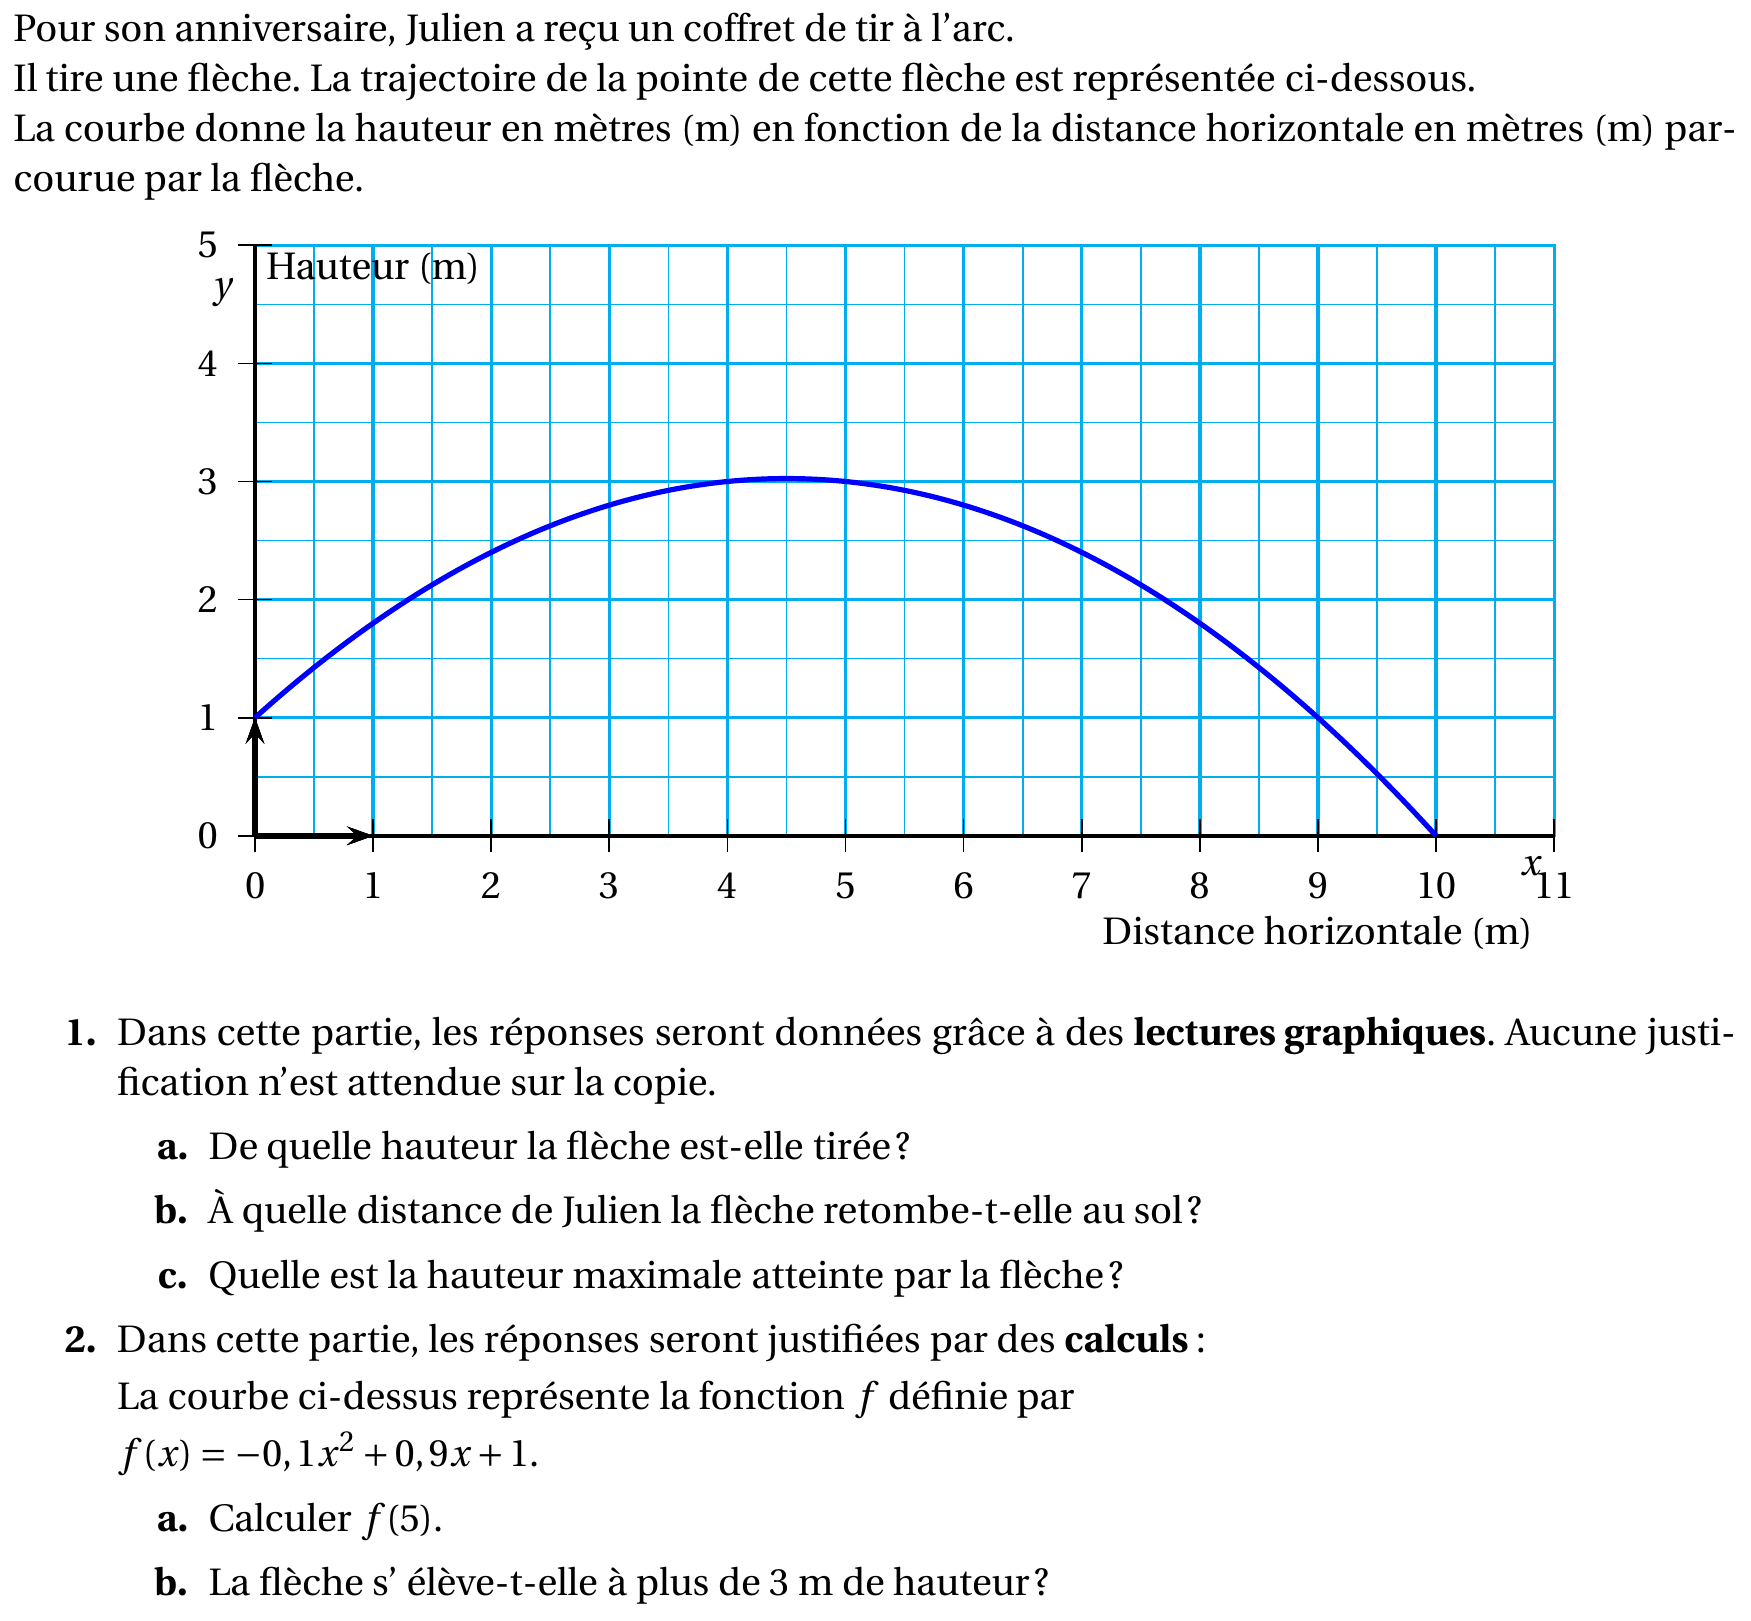 Pour son anniversaire, Julien a reçu un coffret de tir à l'arc.
Il tire une flèche. La trajectoire de la pointe de cette flèche est représentée ci-dessous.
La courbe donne la hauteur en mètres (m) en fonction de la distance horizontale en mètres (m) par-
courue par la flèche.
5
Hauteur (m)
y
4
3
2
1
0
0 1 2 3 4 5 6 7 8 9 10 11
x
Distance horizontale (m)
1. Dans cette partie, les réponses seront données grâce à des lectures graphiques. Aucune justi-
fication n'est attendue sur la copie.
a. De quelle hauteur la flèche est-elle tirée ?
b. À quelle distance de Julien la flèche retombe-t-elle au sol ?
c. Quelle est la hauteur maximale atteinte par la flèche ?
2. Dans cette partie, les réponses seront justifiées par des calculs :
La courbe ci-dessus représente la fonction f définie par
f(x) = −0,1x² + 0,9x + 1.
a. Calculer f(5).
b. La flèche s' élève-t-elle à plus de 3 m de hauteur ?